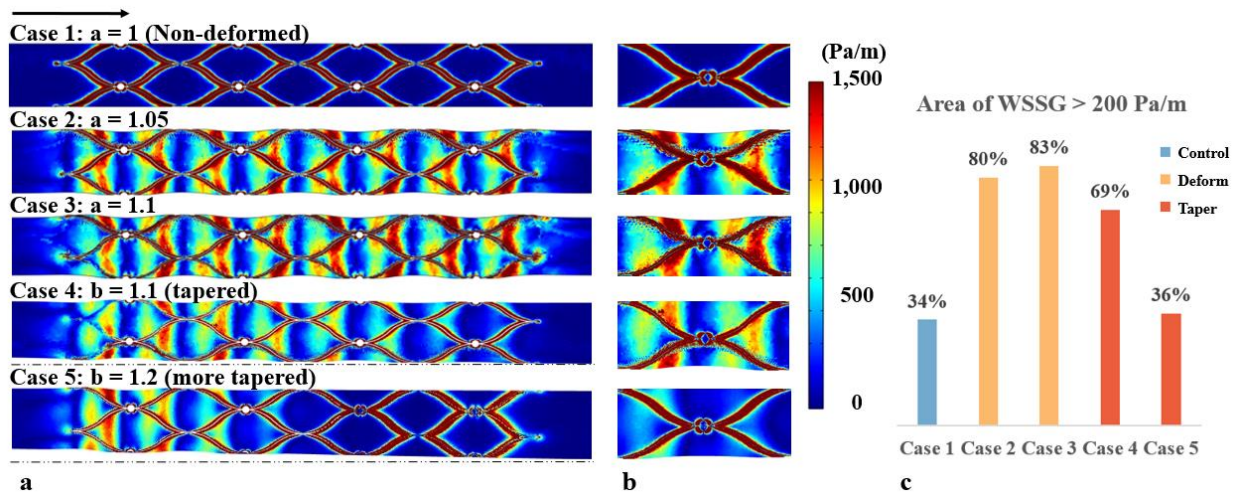 Case 1: a = 1 (Non-deformed)
Case 2: a = 1.05
Case 3: a = 1.1
Case 4: b = 1.1 (tapered)
Case 5: b = 1.2 (more tapered)
a
b
(Pa/m)
1,500
1,000
500
0
Area of WSSG > 200 Pa/m
Control
Deform
Taper
34%
80%
83%
69%
36%
Case 1 Case 2 Case 3 Case 4 Case 5
c